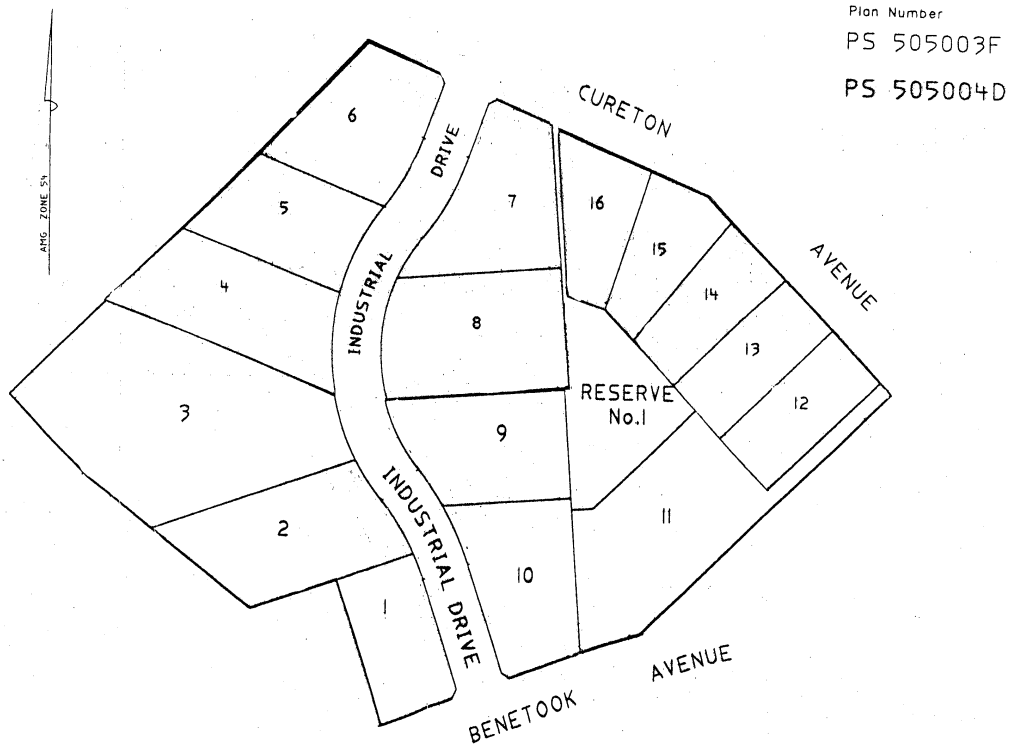 Plan Number
PS 505003F
PS 505004D
CURETON
AVENUE
DRIVE
INDUSTRIAL
INDUSTRIAL DRIVE
BENETOOK
AVENUE
AMG ZONE 54
6
5
4
3
2
1
7
8
9
10
11
16
15
14
13
12
RESERVE
No.1